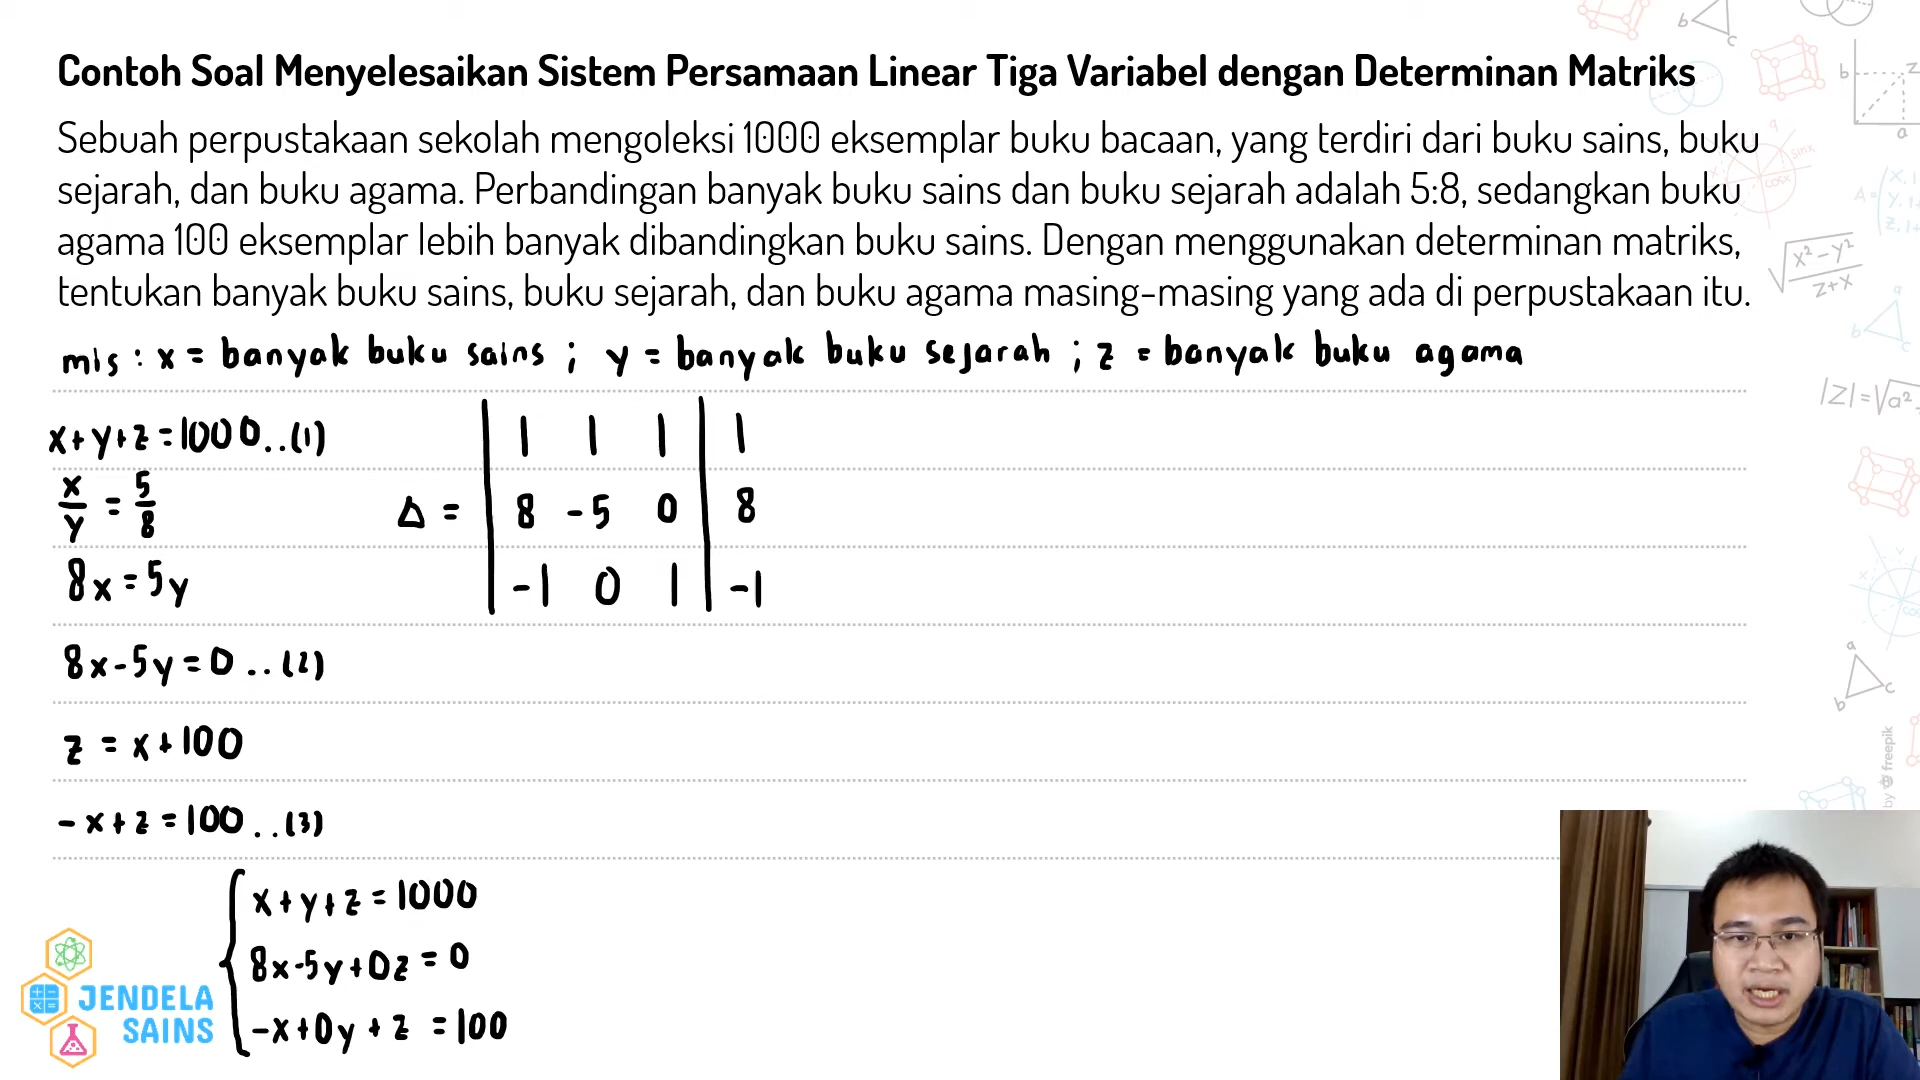 Contoh Soal Menyelesaikan Sistem Persamaan Linear Tiga Variabel dengan Determinan Matriks
Sebuah perpustakaan sekolah mengoleksi 1000 eksemplar buku bacaan, yang terdiri dari buku sains, buku
sejarah, dan buku agama. Perbandingan banyak buku sains dan buku sejarah adalah 5:8, sedangkan buku
agama 100 eksemplar lebih banyak dibandingkan buku sains. Dengan menggunakan determinan matriks,
tentukan banyak buku sains, buku sejarah, dan buku agama masing-masing yang ada di perpustakaan itu.
mis : x = banyak buku sains ; y = banyak buku sejarah ; z = banyak buku agama
x+y+z=1000..(1)
x/y = 5/8
8x=5y
8x-5y=0..(2)
z = x+100
-x+z=100..(3)
x+y+z=1000
8x-5y+0z=0
-x+0y+z=100
Δ =
| 1 1 1 | 1
| 8 -5 0 | 8
| -1 0 1 | -1
JENDELA
SAINS
√ x²-y² / z+x
|Z|=√a²
by freepik